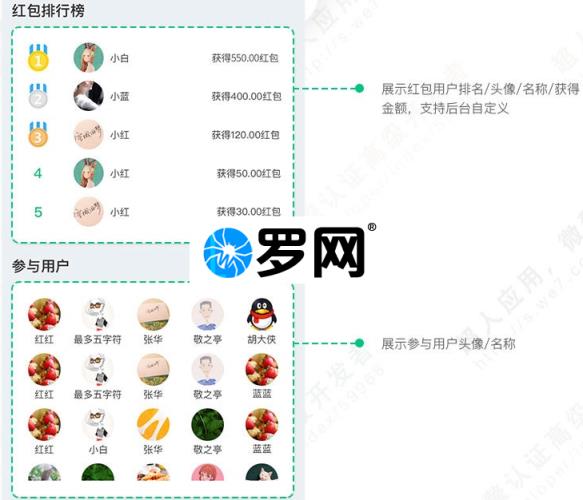 红包排行榜
1 小白 获得550.00红包
2 小蓝 获得400.00红包
3 小红 获得120.00红包
4 小红 获得50.00红包
5 小红 获得30.00红包
展示红包用户排名/头像/名称/获得
金额，支持后台自定义
罗网®
参与用户
红红 最多五字符 张华 敬之亭 胡大侠
红红 最多五字符 张华 敬之亭 蓝蓝
红红 小白 张华 敬之亭 蓝蓝
展示参与用户头像/名称